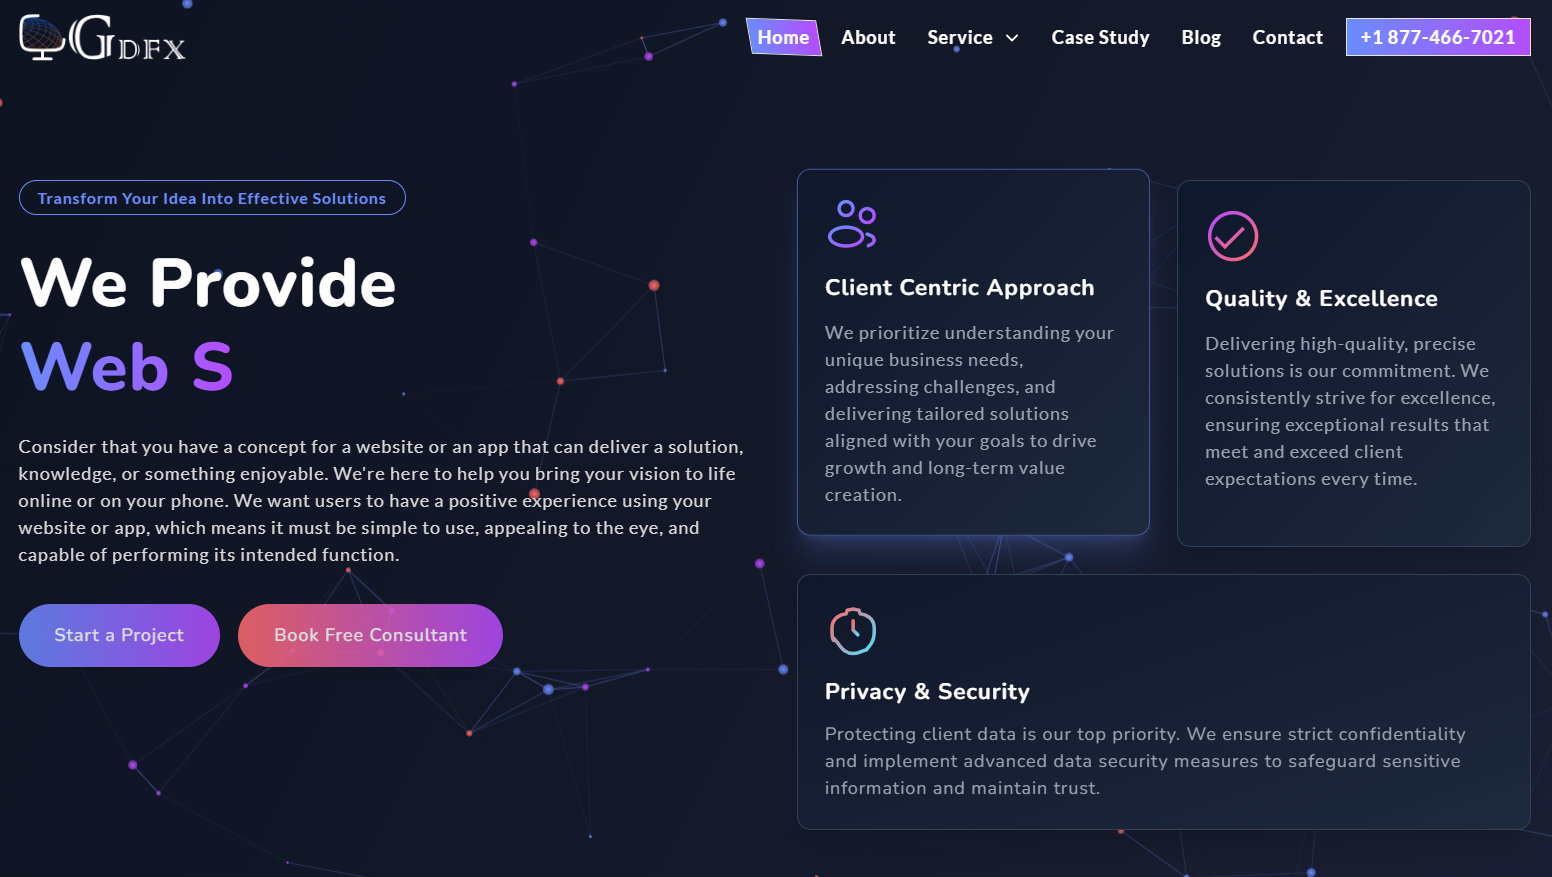 GDFX
Home
About
Service
Case Study
Blog
Contact
+1 877-466-7021
Transform Your Idea Into Effective Solutions
We Provide
Web S
Consider that you have a concept for a website or an app that can deliver a solution,
knowledge, or something enjoyable. We're here to help you bring your vision to life
online or on your phone. We want users to have a positive experience using your
website or app, which means it must be simple to use, appealing to the eye, and
capable of performing its intended function.
Start a Project
Book Free Consultant
Client Centric Approach
We prioritize understanding your
unique business needs,
addressing challenges, and
delivering tailored solutions
aligned with your goals to drive
growth and long-term value
creation.
Quality & Excellence
Delivering high-quality, precise
solutions is our commitment. We
consistently strive for excellence,
ensuring exceptional results that
meet and exceed client
expectations every time.
Privacy & Security
Protecting client data is our top priority. We ensure strict confidentiality
and implement advanced data security measures to safeguard sensitive
information and maintain trust.